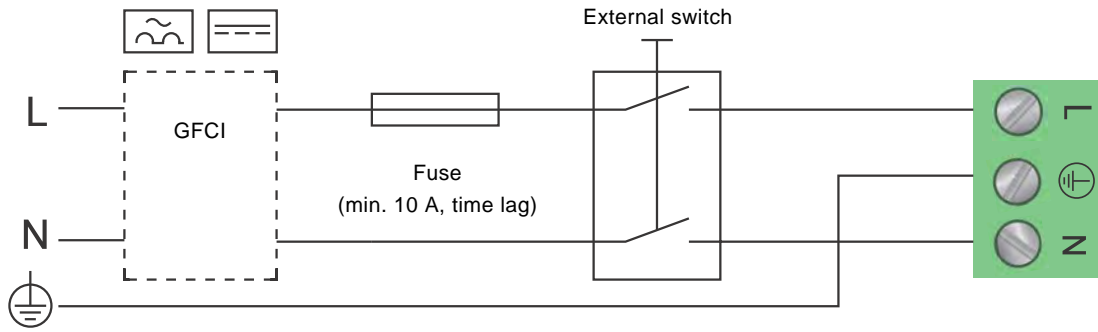 External switch
L
GFCI
Fuse
(min. 10 A, time lag)
N
L
N